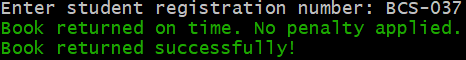 Enter student registration number: BCS-037
Book returned on time. No penalty applied.
Book returned successfully!